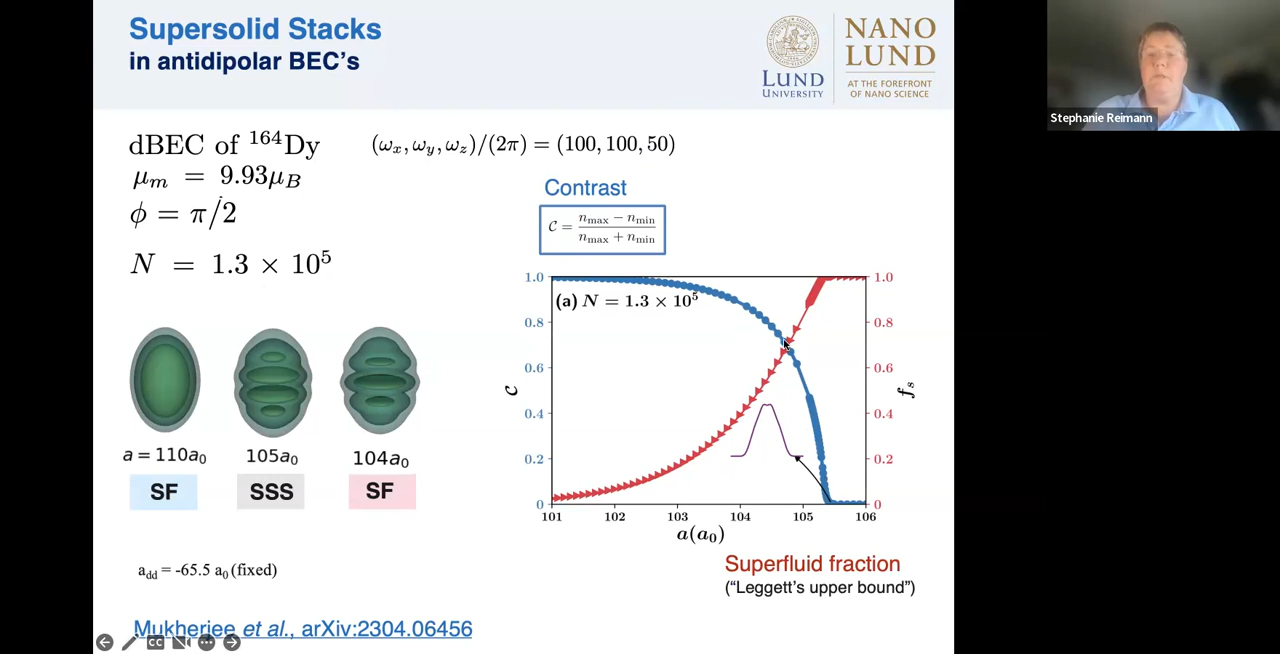 Supersolid Stacks
in antidipolar BEC's
LUND
UNIVERSITY
NANO
LUND
AT THE FOREFRONT
OF NANO SCIENCE
Stephanie Reimann
dBEC of ¹⁶⁴Dy
(ωₓ, ω_y, ω_z)/(2π) = (100, 100, 50)
μₘ = 9.93μ_B
ϕ = π/2
N = 1.3 × 10⁵
Contrast
𝒞 = (n_max − n_min)/(n_max + n_min)
(a) N = 1.3 × 10⁵
1.0
0.8
0.6
0.4
0.2
0
𝒞
1.0
0.8
0.6
0.4
0.2
0
fₛ
101 102 103 104 105 106
a(a₀)
a = 110a₀ 105a₀ 104a₀
SF SSS SF
Superfluid fraction
("Leggett's upper bound")
a_dd = -65.5 a₀ (fixed)
Mukherjee et al., arXiv:2304.06456
CC